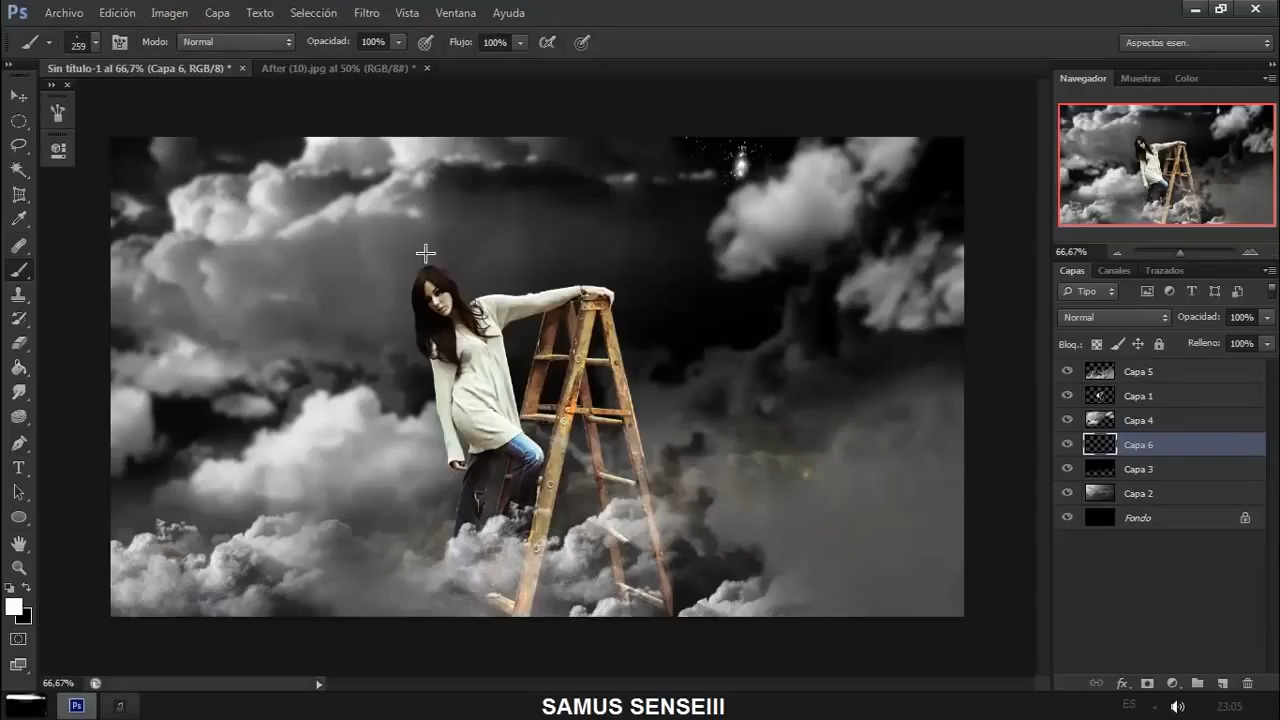 Ps Archivo Edición Imagen Capa Texto Selección Filtro Vista Ventana Ayuda
259 Modo: Normal Opacidad: 100% Flujo: 100% Aspectos esen.
Sin título-1 al 66,7% (Capa 6, RGB/8) * × After (10).jpg al 50% (RGB/8#) * ×
Navegador Muestras Color
66,67%
Capas Canales Trazados
Tipo
Normal Opacidad: 100%
Bloq.: Relleno: 100%
Capa 5
Capa 1
Capa 4
Capa 6
Capa 3
Capa 2
Fondo
66,67%
fx
Ps SAMUS SENSEIII ES 23:05